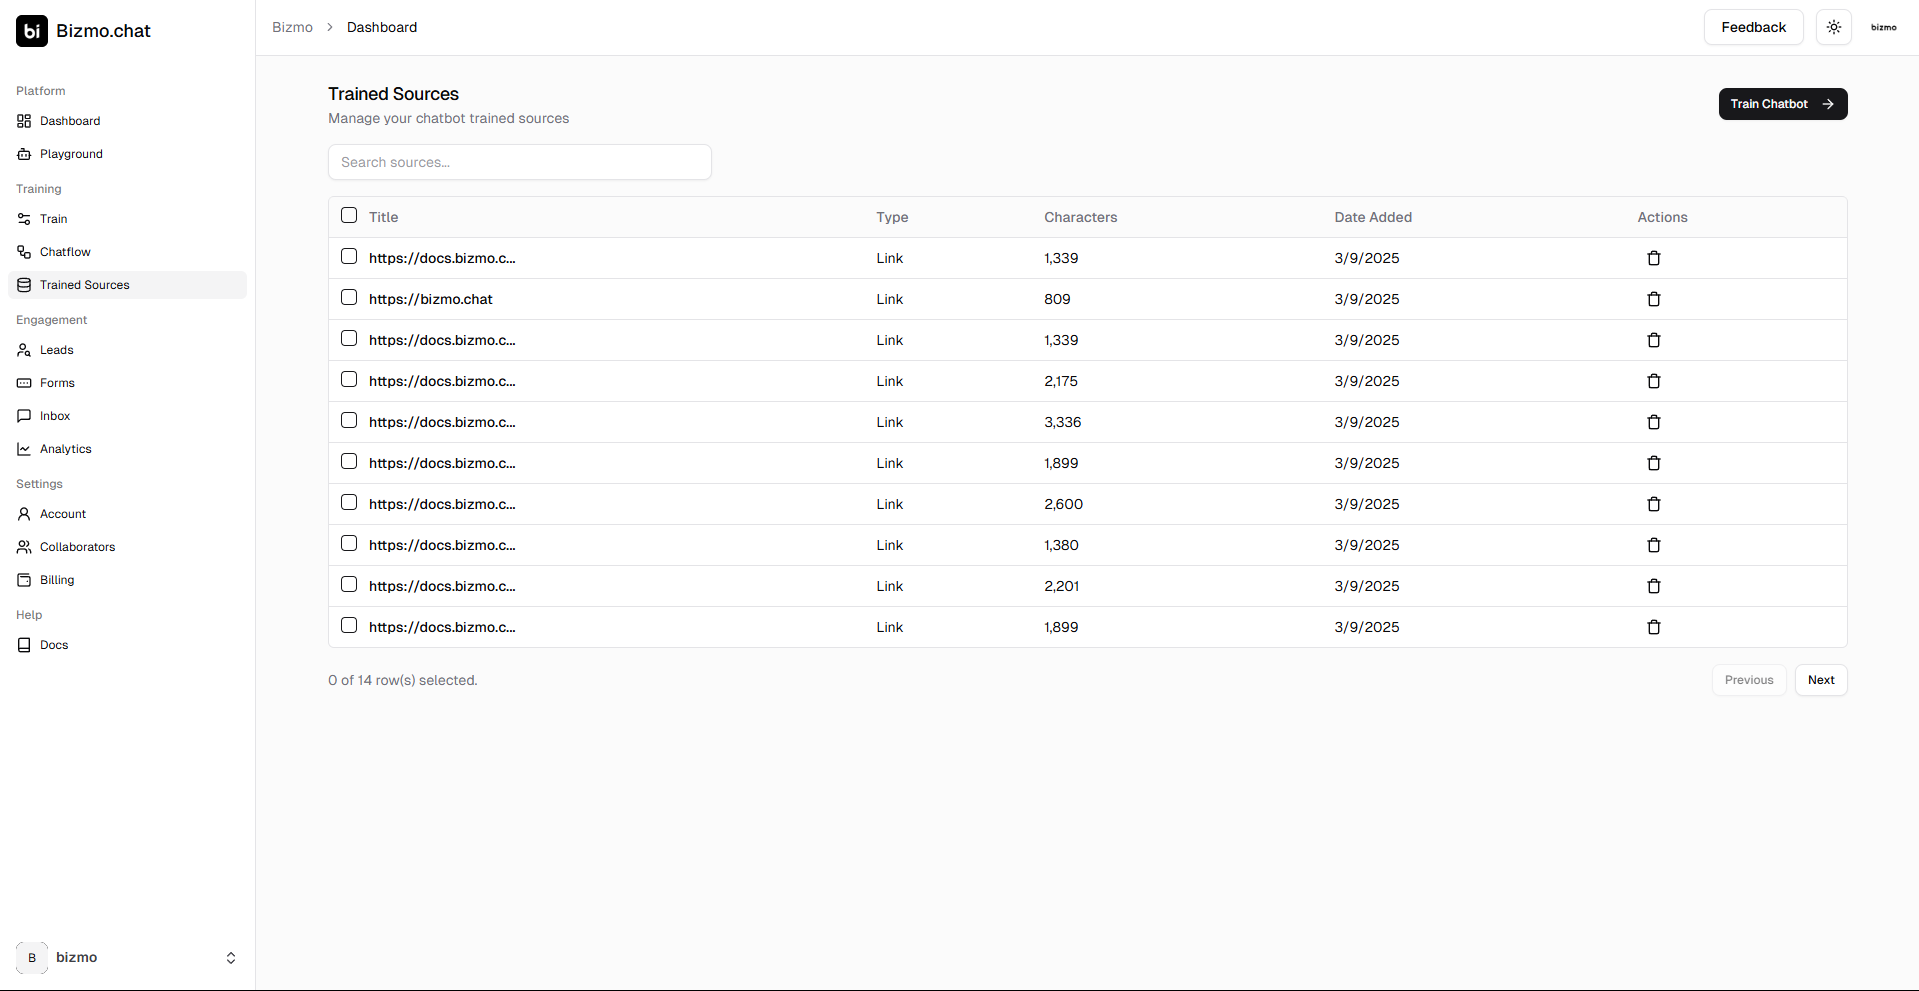 bi Bizmo.chat
Platform
Dashboard
Playground
Training
Train
Chatflow
Trained Sources
Engagement
Leads
Forms
Inbox
Analytics
Settings
Account
Collaborators
Billing
Help
Docs
B bizmo
Bizmo > Dashboard
Feedback bizmo
Trained Sources
Manage your chatbot trained sources
Train Chatbot →
Search sources...
Title Type Characters Date Added Actions
https://docs.bizmo.c... Link 1,339 3/9/2025
https://bizmo.chat Link 809 3/9/2025
https://docs.bizmo.c... Link 1,339 3/9/2025
https://docs.bizmo.c... Link 2,175 3/9/2025
https://docs.bizmo.c... Link 3,336 3/9/2025
https://docs.bizmo.c... Link 1,899 3/9/2025
https://docs.bizmo.c... Link 2,600 3/9/2025
https://docs.bizmo.c... Link 1,380 3/9/2025
https://docs.bizmo.c... Link 2,201 3/9/2025
https://docs.bizmo.c... Link 1,899 3/9/2025
0 of 14 row(s) selected.
Previous Next